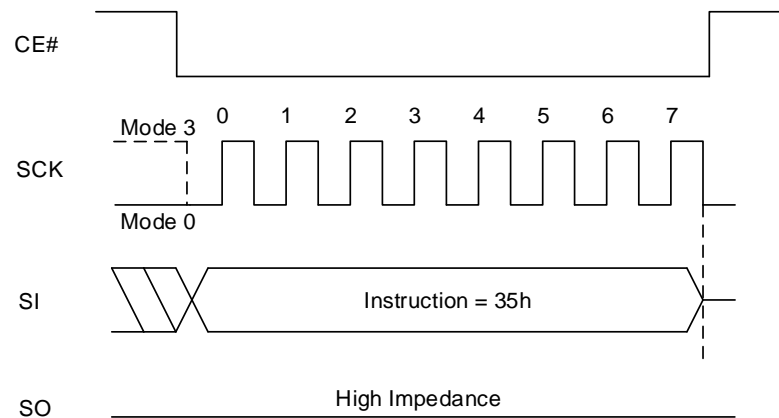 CE#
Mode 3
0 1 2 3 4 5 6 7
SCK
Mode 0
SI
Instruction = 35h
High Impedance
SO